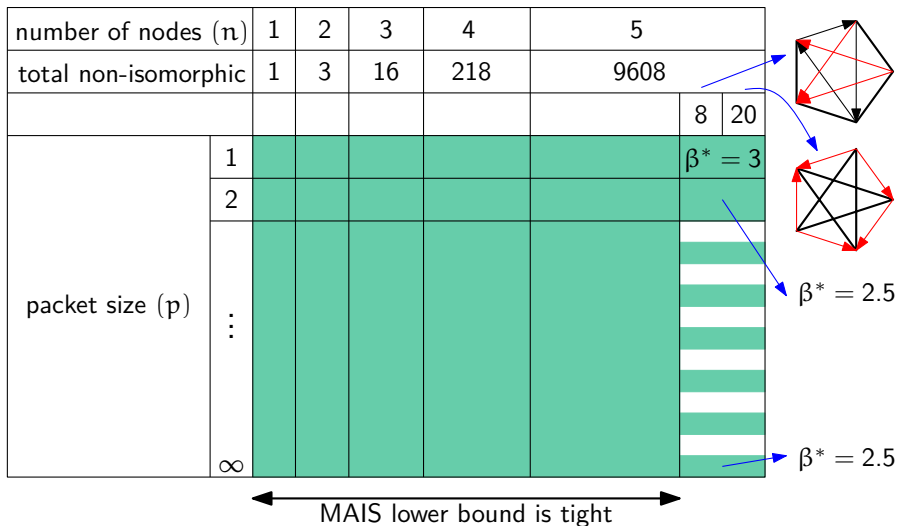 number of nodes (n) 1 2 3 4 5
total non-isomorphic 1 3 16 218 9608
8 20
1 β* = 3
2
β* = 2.5
packet size (p)
⋮
∞ β* = 2.5
MAIS lower bound is tight